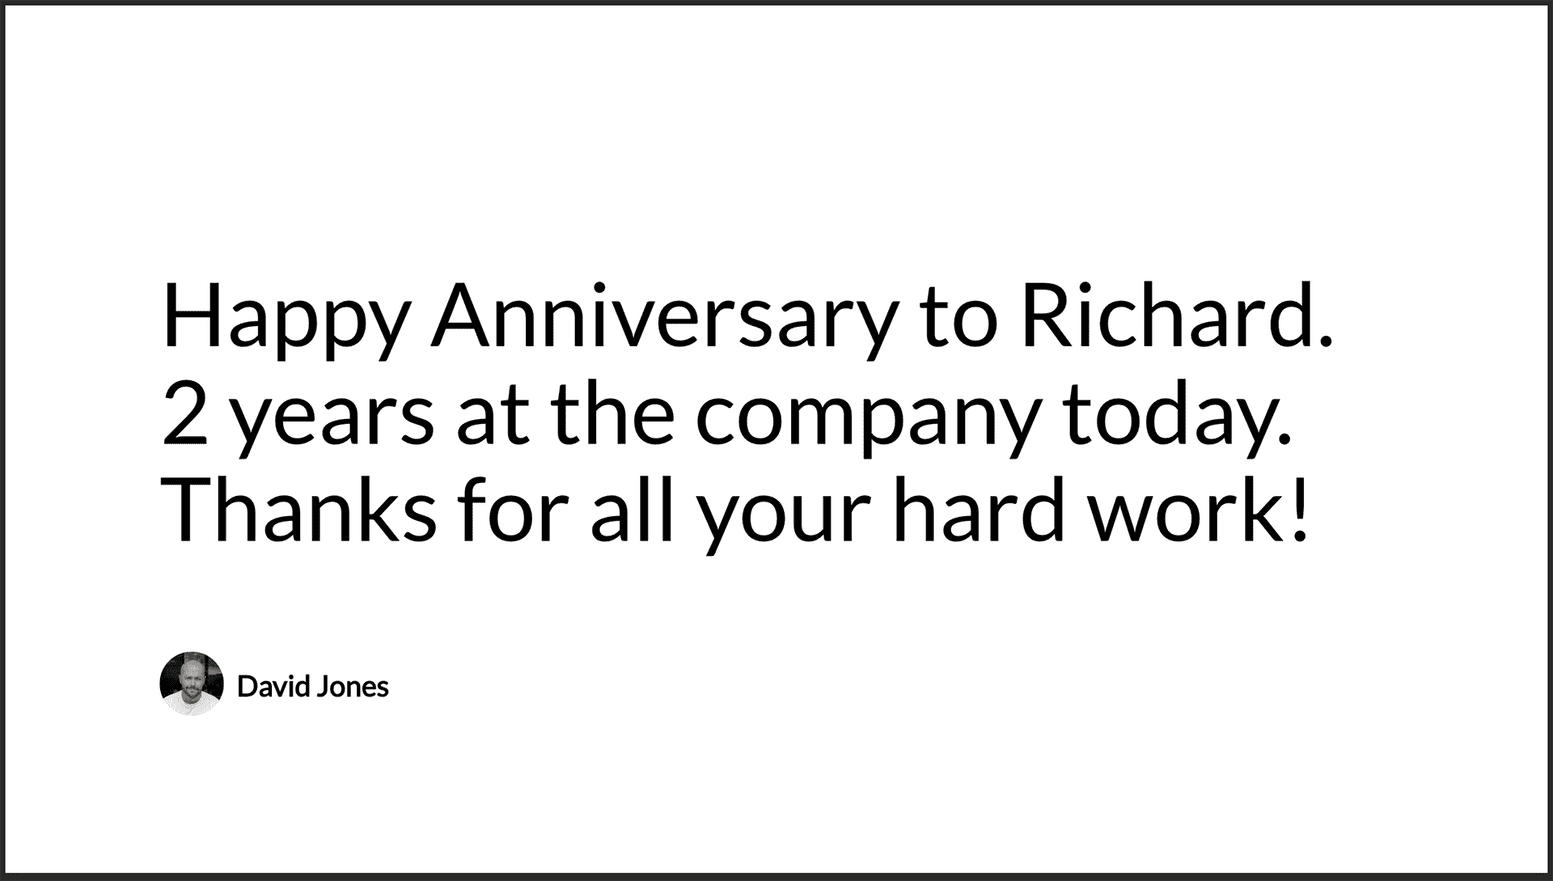 Happy Anniversary to Richard.
2 years at the company today.
Thanks for all your hard work!
David Jones